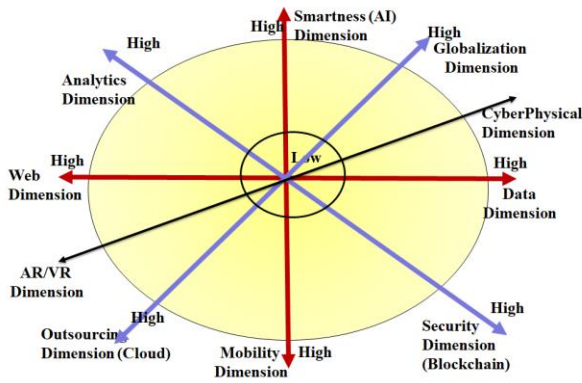 High
Smartness (AI)
Dimension
High
High
Globalization
Dimension
Analytics
Dimension
CyberPhysical
Dimension
Low
High
Web
Dimension
High
Data
Dimension
AR/VR
Dimension
High
Outsourcing
Dimension (Cloud)
High
Mobility
Dimension
High
Security
Dimension
(Blockchain)